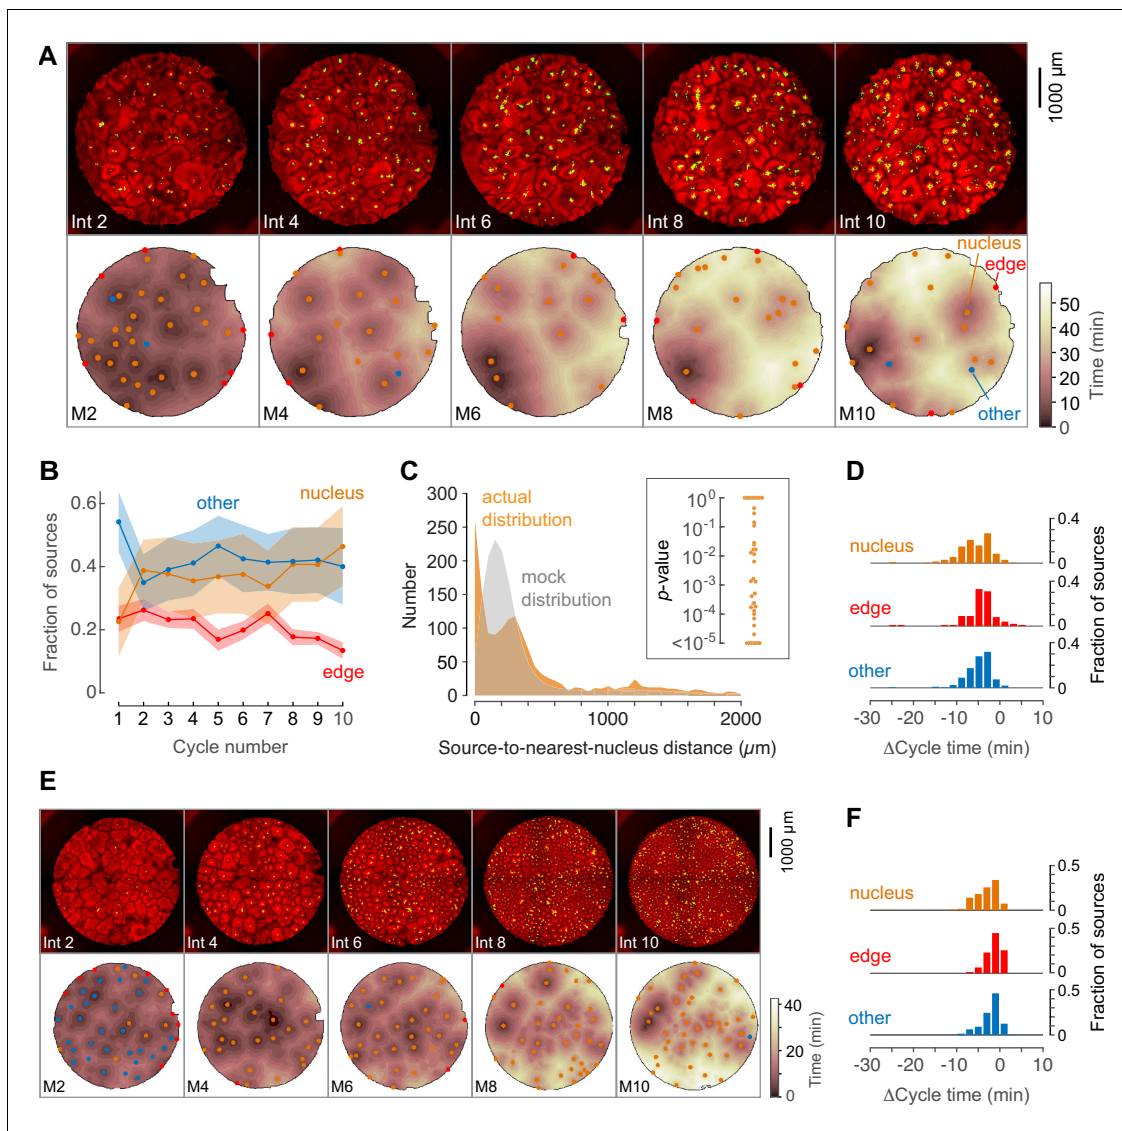 A
Int 2
Int 4
Int 6
Int 8
Int 10
1000 µm
M2
M4
M6
M8
M10
nucleus
edge
other
50
40
30
20
10
0
Time (min)
B
Fraction of sources
0.6
0.4
0.2
0
other
nucleus
edge
1 2 3 4 5 6 7 8 9 10
Cycle number
C
Number
300
250
200
150
100
50
0
actual
distribution
mock
distribution
p-value
10⁰
10⁻¹
10⁻²
10⁻³
10⁻⁴
<10⁻⁵
0 1000 2000
Source-to-nearest-nucleus distance (µm)
D
nucleus
0.4
0
edge
0.4
0
other
0.4
0
Fraction of sources
-30 -20 -10 0 10
ΔCycle time (min)
E
Int 2
Int 4
Int 6
Int 8
Int 10
1000 µm
M2
M4
M6
M8
M10
40
20
0
Time (min)
F
nucleus
0.5
0
edge
0.5
0
other
0.5
0
Fraction of sources
-30 -20 -10 0 10
ΔCycle time (min)